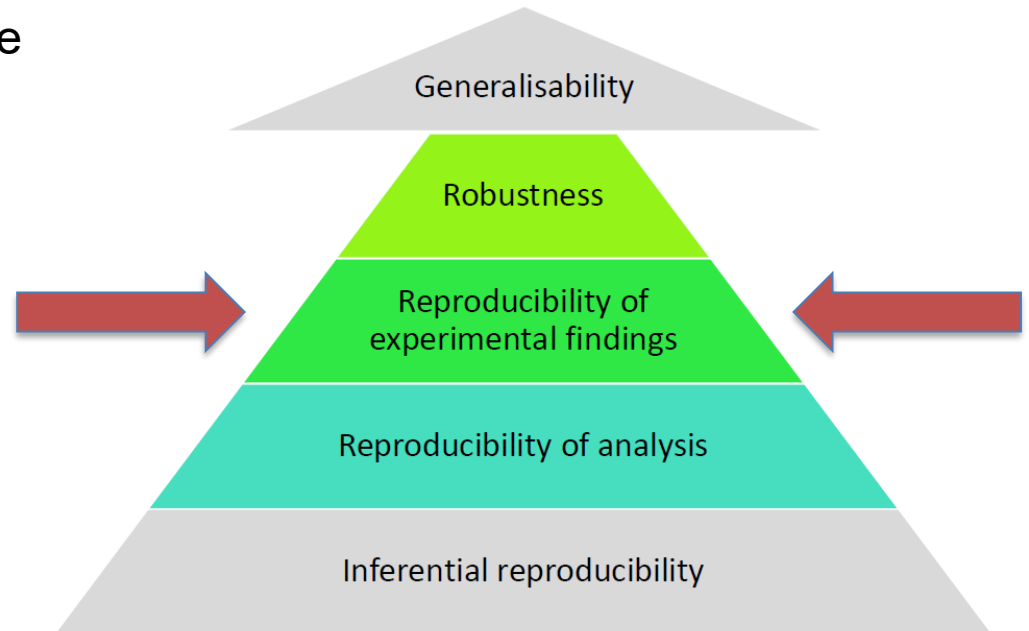 e
Generalisability
Robustness
Reproducibility of
experimental findings
Reproducibility of analysis
Inferential reproducibility